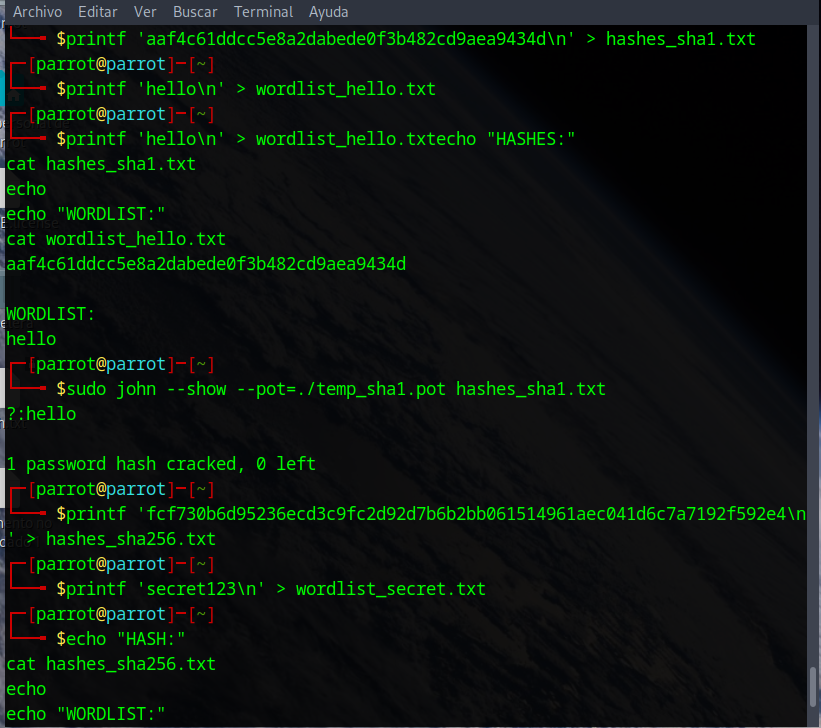 Archivo Editar Ver Buscar Terminal Ayuda
$printf 'aaf4c61ddcc5e8a2dabede0f3b482cd9aea9434d\n' > hashes_sha1.txt
[parrot@parrot]─[~]
$printf 'hello\n' > wordlist_hello.txt
[parrot@parrot]─[~]
$printf 'hello\n' > wordlist_hello.txtecho "HASHES:"
cat hashes_sha1.txt
echo
echo "WORDLIST:"
cat wordlist_hello.txt
aaf4c61ddcc5e8a2dabede0f3b482cd9aea9434d
WORDLIST:
hello
[parrot@parrot]─[~]
$sudo john --show --pot=./temp_sha1.pot hashes_sha1.txt
?:hello
1 password hash cracked, 0 left
[parrot@parrot]─[~]
$printf 'fcf730b6d95236ecd3c9fc2d92d7b6b2bb061514961aec041d6c7a7192f592e4\n
' > hashes_sha256.txt
[parrot@parrot]─[~]
$printf 'secret123\n' > wordlist_secret.txt
[parrot@parrot]─[~]
$echo "HASH:"
cat hashes_sha256.txt
echo
echo "WORDLIST:"